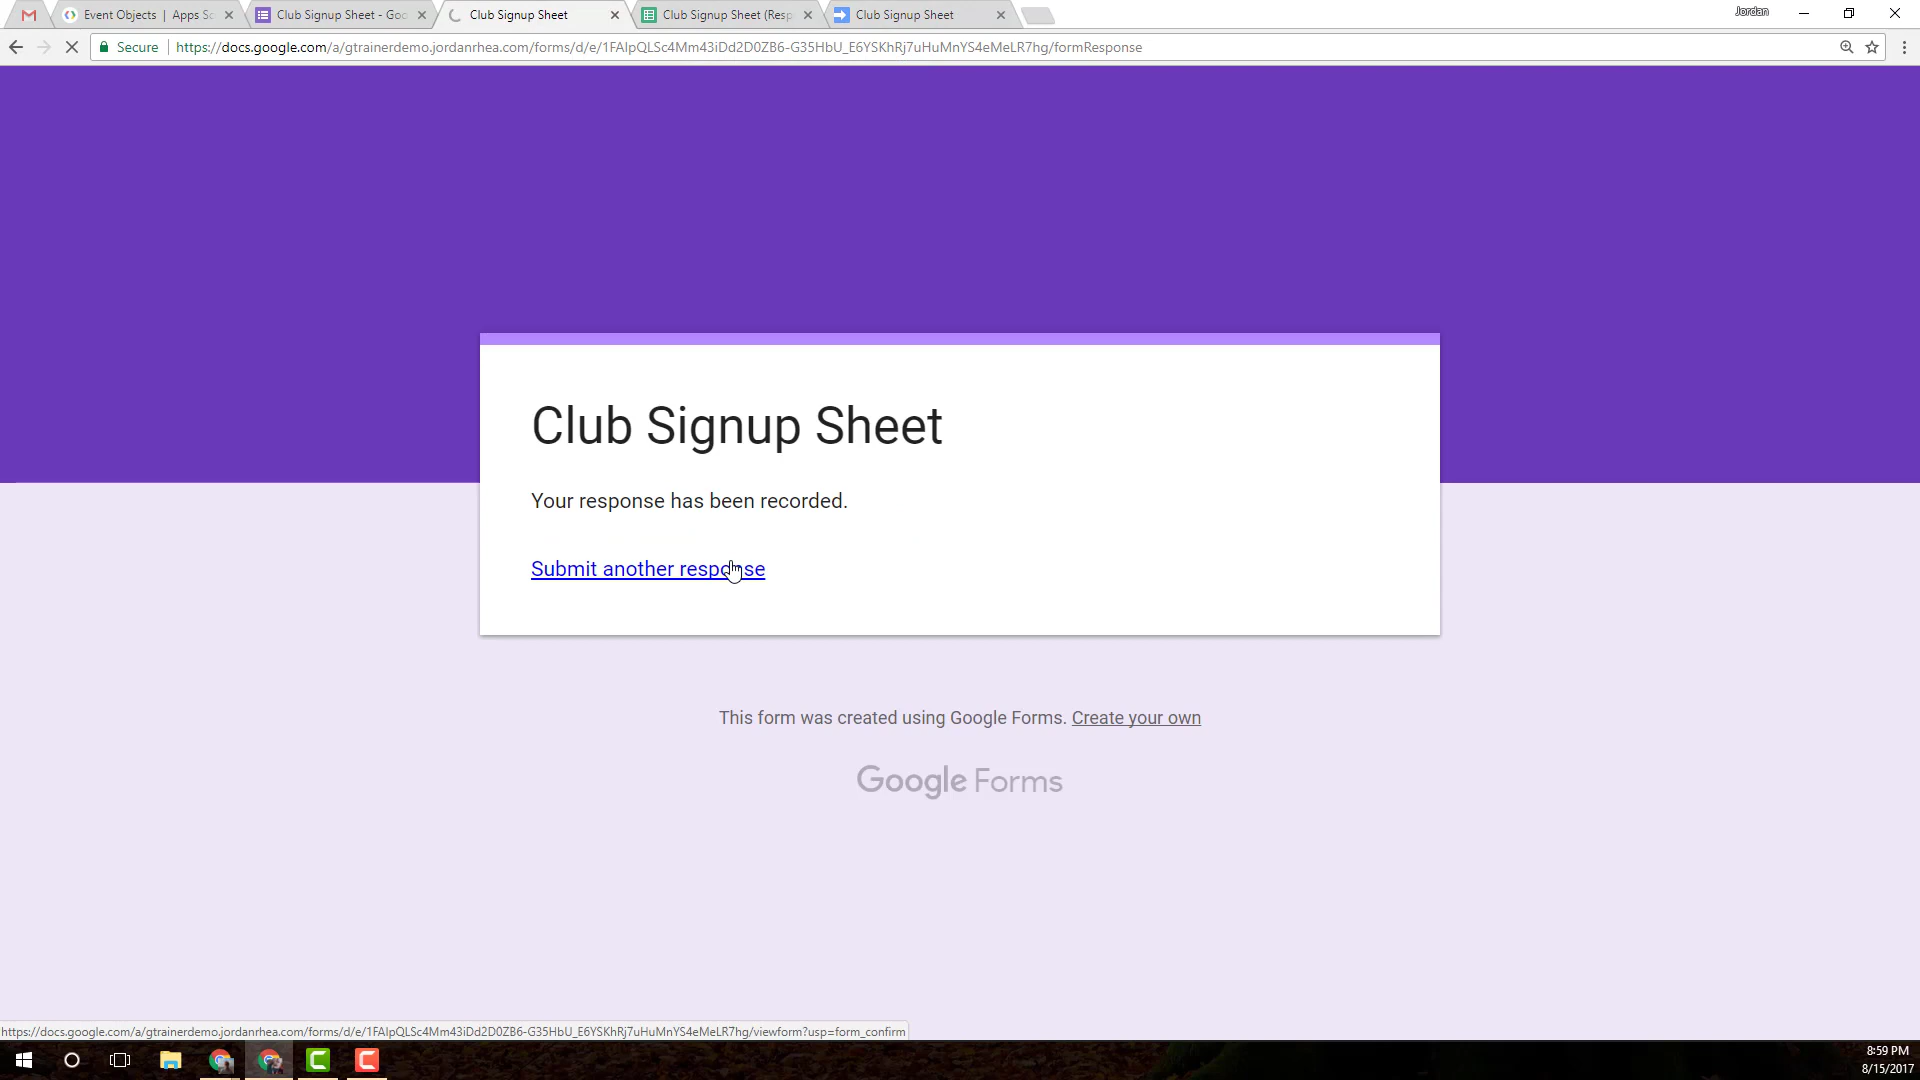 Event Objects | Apps Sc
Club Signup Sheet - Goo
Club Signup Sheet
Club Signup Sheet (Resp
Club Signup Sheet
Jordan
Secure
https://docs.google.com/a/gtrainerdemo.jordanrhea.com/forms/d/e/1FAIpQLSc4Mm43iDd2D0ZB6-G35HbU_E6YSKhRj7uHuMnYS4eMeLR7hg/formResponse
Club Signup Sheet
Your response has been recorded.
Submit another response
This form was created using Google Forms. Create your own
Google Forms
https://docs.google.com/a/gtrainerdemo.jordanrhea.com/forms/d/e/1FAIpQLSc4Mm43iDd2D0ZB6-G35HbU_E6YSKhRj7uHuMnYS4eMeLR7hg/viewform?usp=form_confirm
8:59 PM
8/15/2017